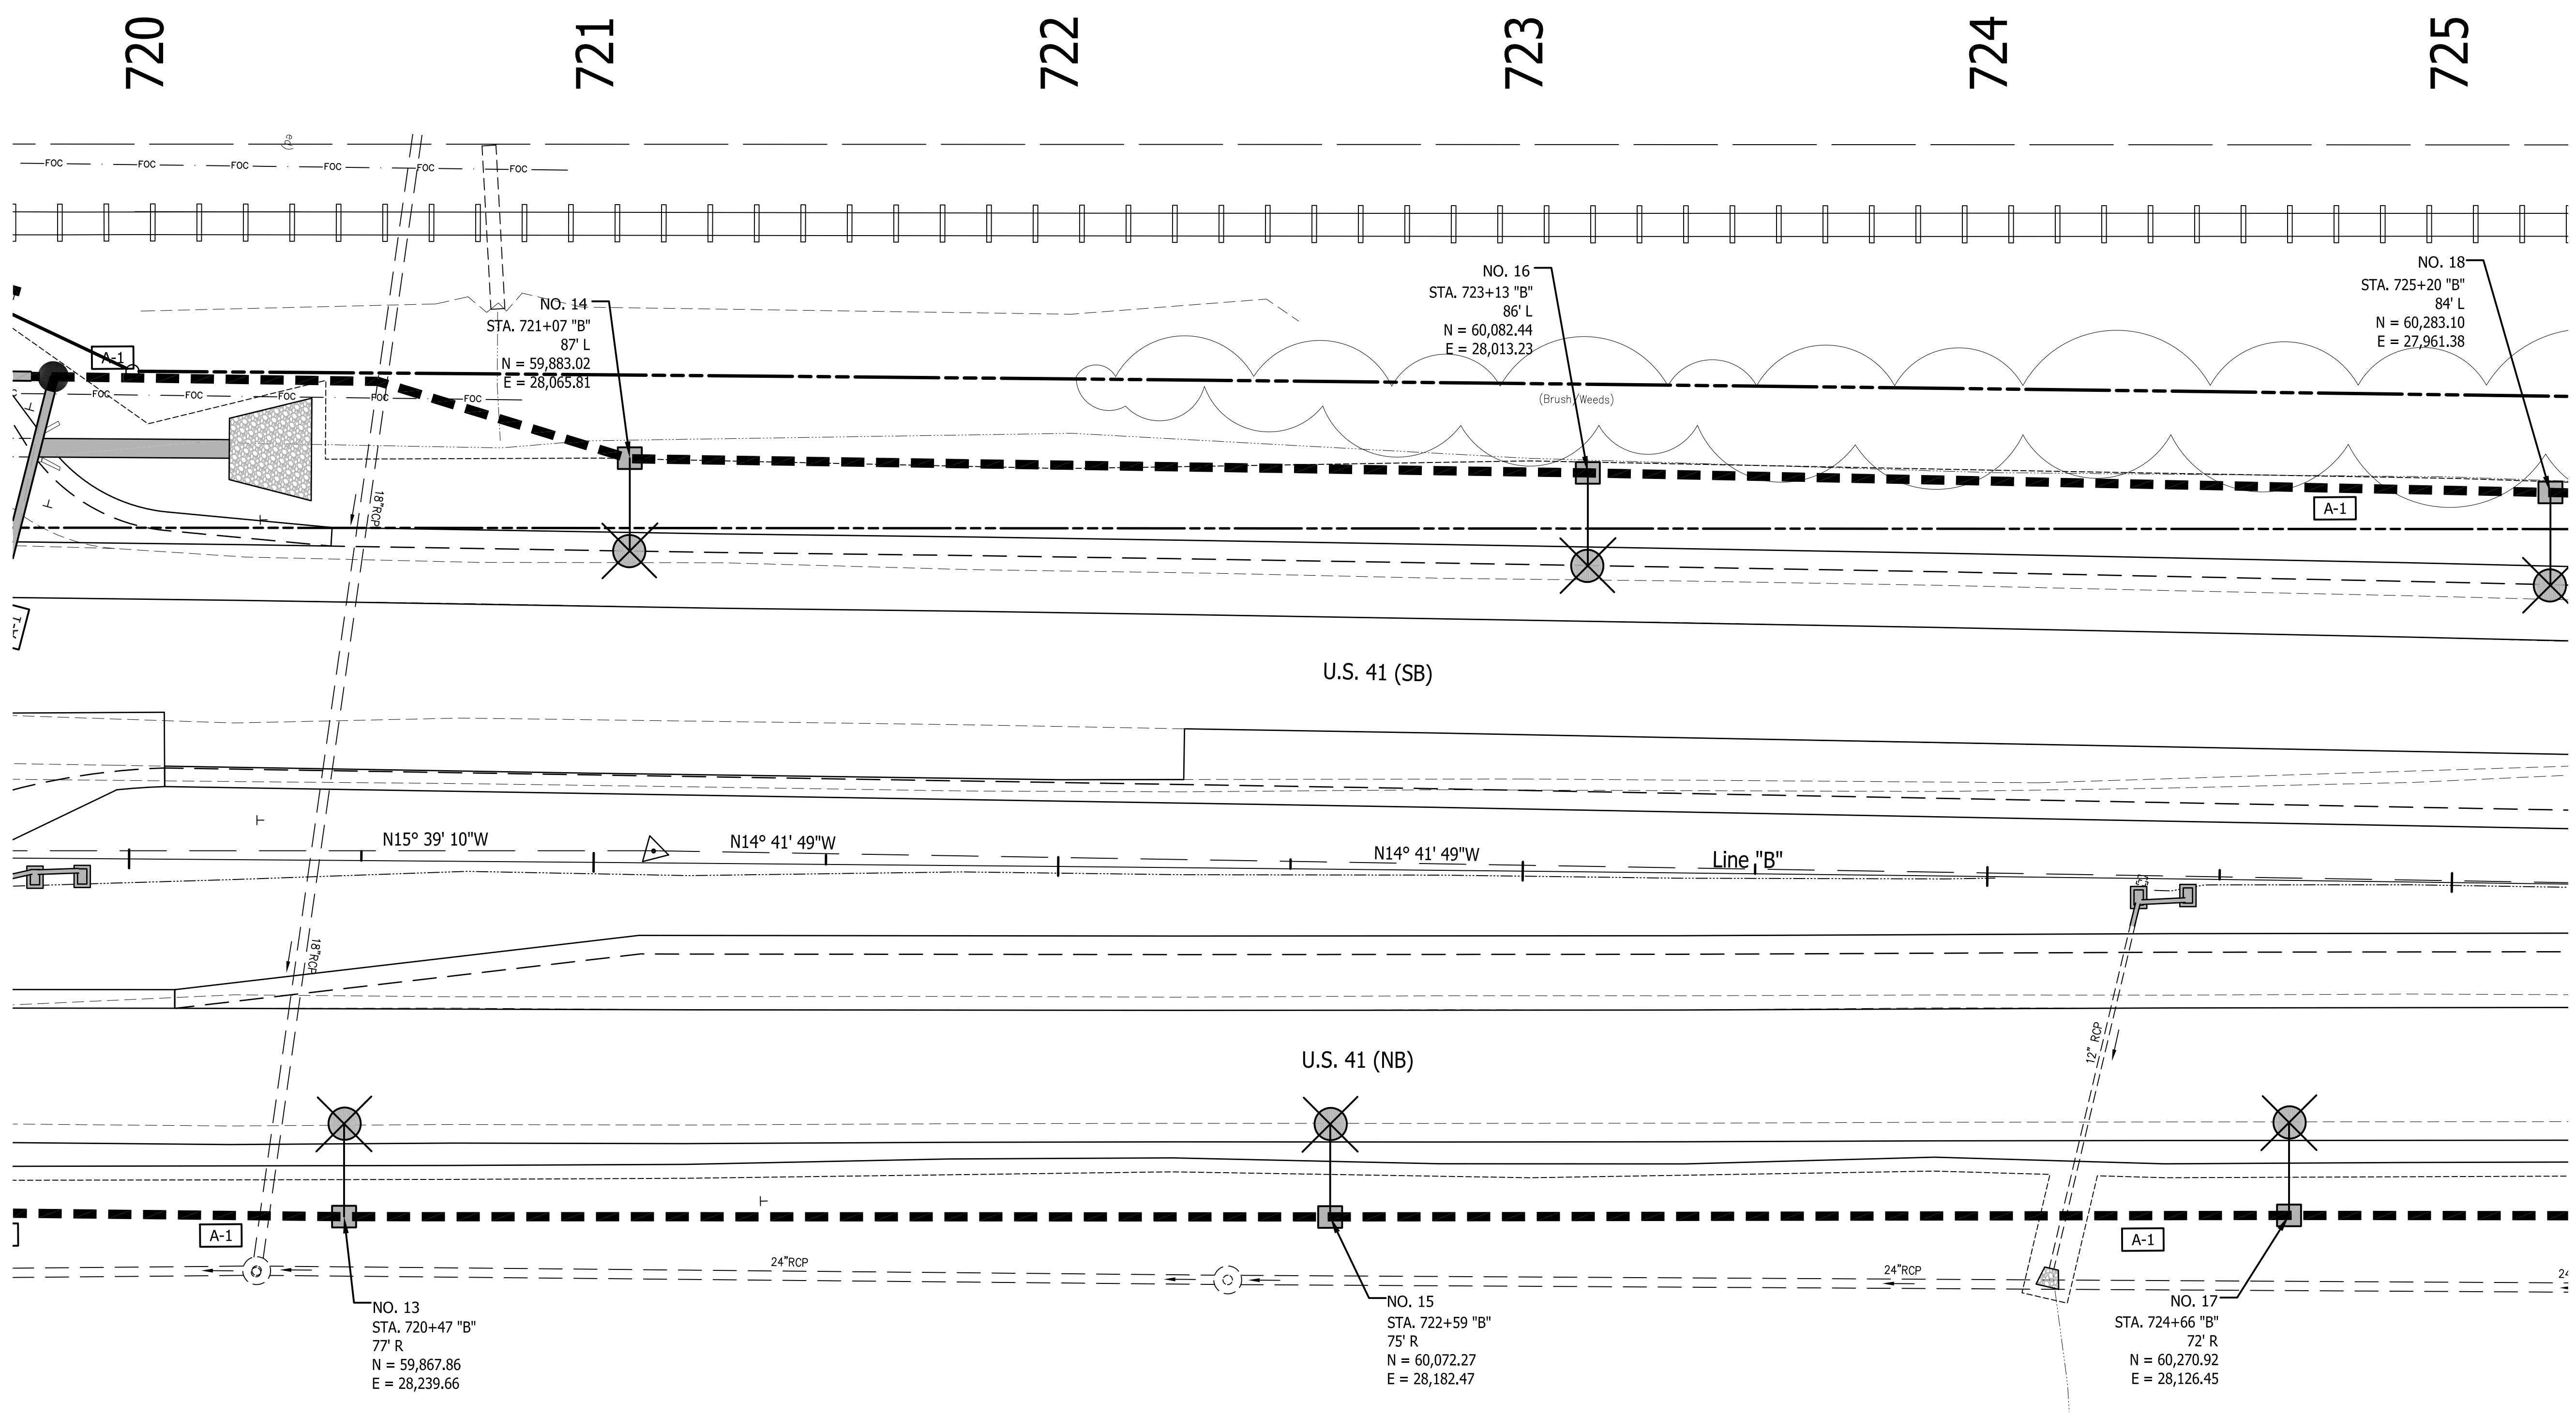 720
721
722
723
724
725
FOC
FOC
FOC
FOC
FOC
FOC
NO. 14
STA. 721+07 "B"
87' L
N = 59,883.02
E = 28,065.81
NO. 16
STA. 723+13 "B"
86' L
N = 60,082.44
E = 28,013.23
NO. 18
STA. 725+20 "B"
84' L
N = 60,283.10
E = 27,961.38
A-1
FOC
FOC
FOC
FOC
FOC
(Brush/Weeds)
A-1
18"RCP
A-1
U.S. 41 (SB)
N15° 39' 10"W
N14° 41' 49"W
N14° 41' 49"W
Line "B"
18"RCP
12" RCP
U.S. 41 (NB)
A-1
A-1
24"RCP
24"RCP
24
NO. 13
STA. 720+47 "B"
77' R
N = 59,867.86
E = 28,239.66
NO. 15
STA. 722+59 "B"
75' R
N = 60,072.27
E = 28,182.47
NO. 17
STA. 724+66 "B"
72' R
N = 60,270.92
E = 28,126.45